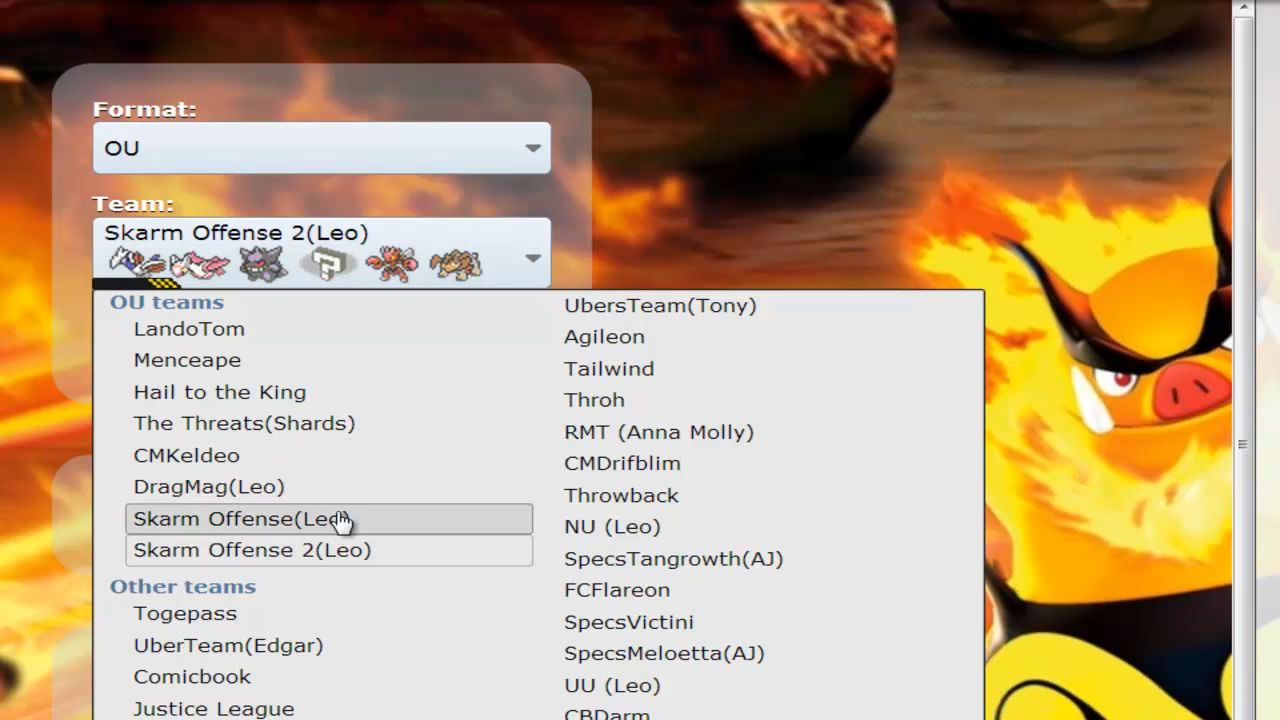 Format:
OU
Team:
Skarm Offense 2(Leo)
OU teams
LandoTom
Menceape
Hail to the King
The Threats(Shards)
CMKeldeo
DragMag(Leo)
Skarm Offense(Leo)
Skarm Offense 2(Leo)
Other teams
Togepass
UberTeam(Edgar)
Comicbook
Justice League
UbersTeam(Tony)
Agileon
Tailwind
Throh
RMT (Anna Molly)
CMDrifblim
Throwback
NU (Leo)
SpecsTangrowth(AJ)
FCFlareon
SpecsVictini
SpecsMeloetta(AJ)
UU (Leo)
CBDarm